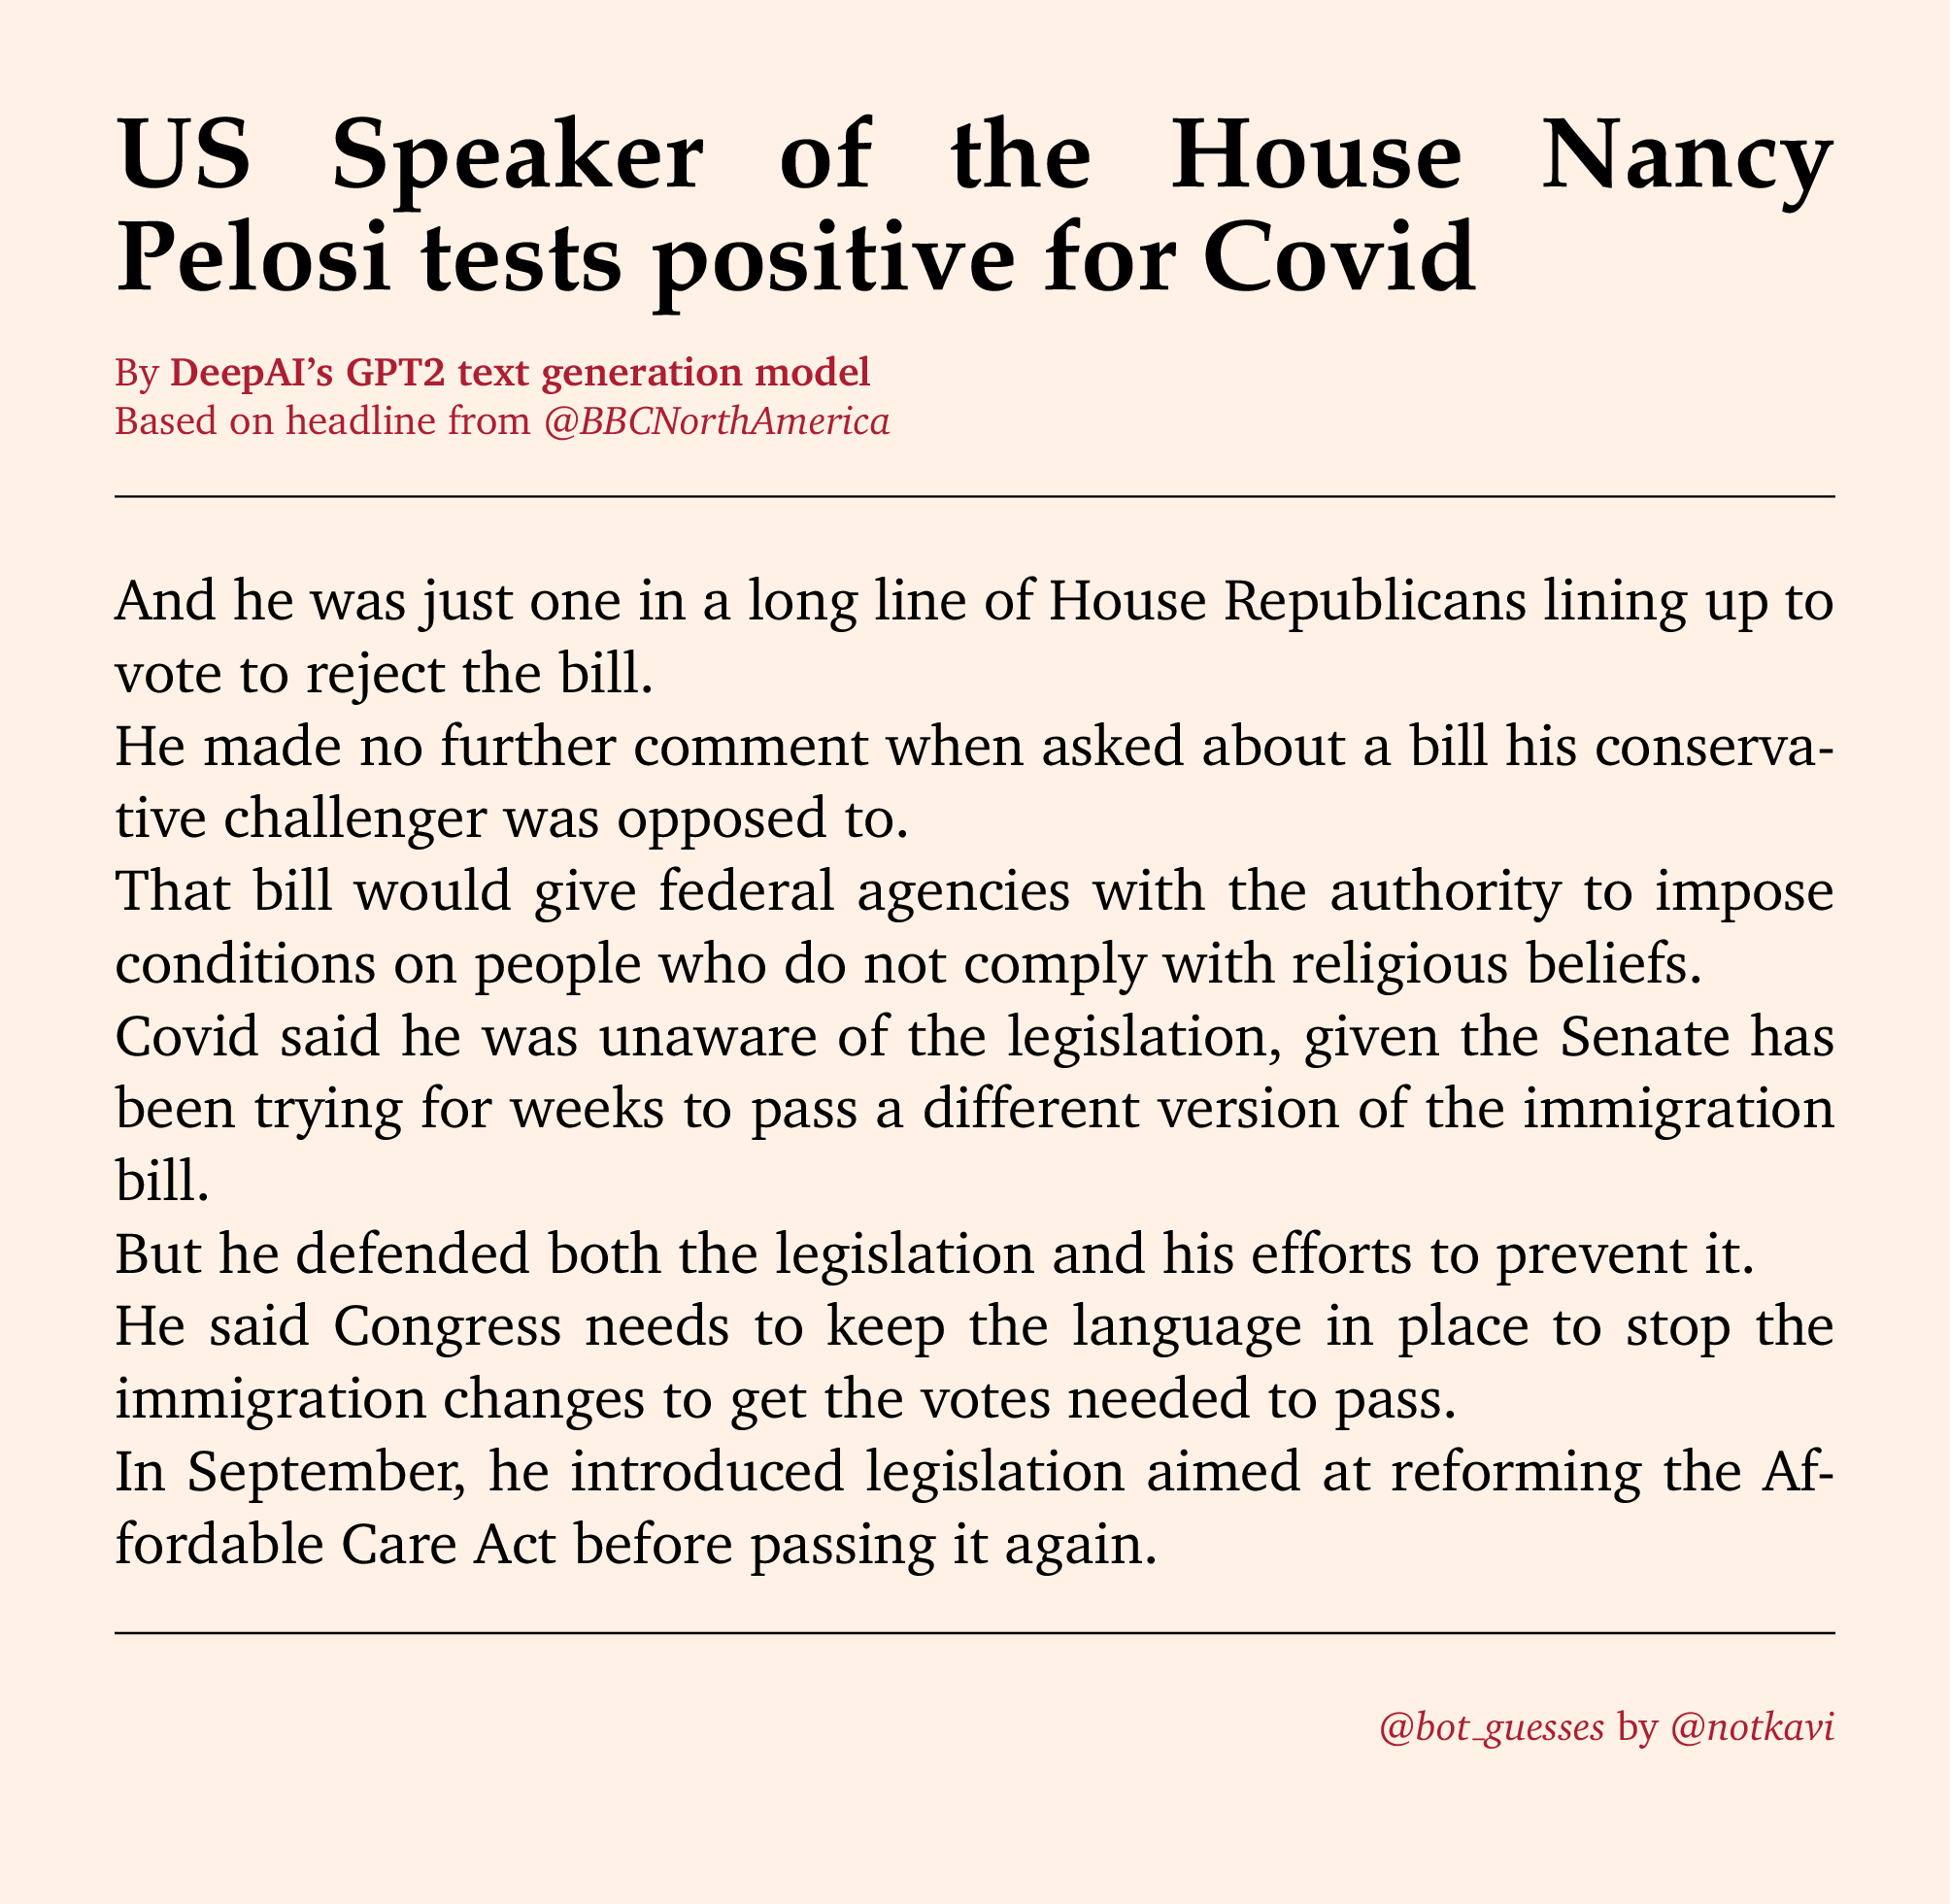 US Speaker of the House Nancy
Pelosi tests positive for Covid
By DeepAI’s GPT2 text generation model
Based on headline from @BBCNorthAmerica
And he was just one in a long line of House Republicans lining up to
vote to reject the bill.
He made no further comment when asked about a bill his conserva-
tive challenger was opposed to.
That bill would give federal agencies with the authority to impose
conditions on people who do not comply with religious beliefs.
Covid said he was unaware of the legislation, given the Senate has
been trying for weeks to pass a different version of the immigration
bill.
But he defended both the legislation and his efforts to prevent it.
He said Congress needs to keep the language in place to stop the
immigration changes to get the votes needed to pass.
In September, he introduced legislation aimed at reforming the Af-
fordable Care Act before passing it again.
@bot_guesses by @notkavi